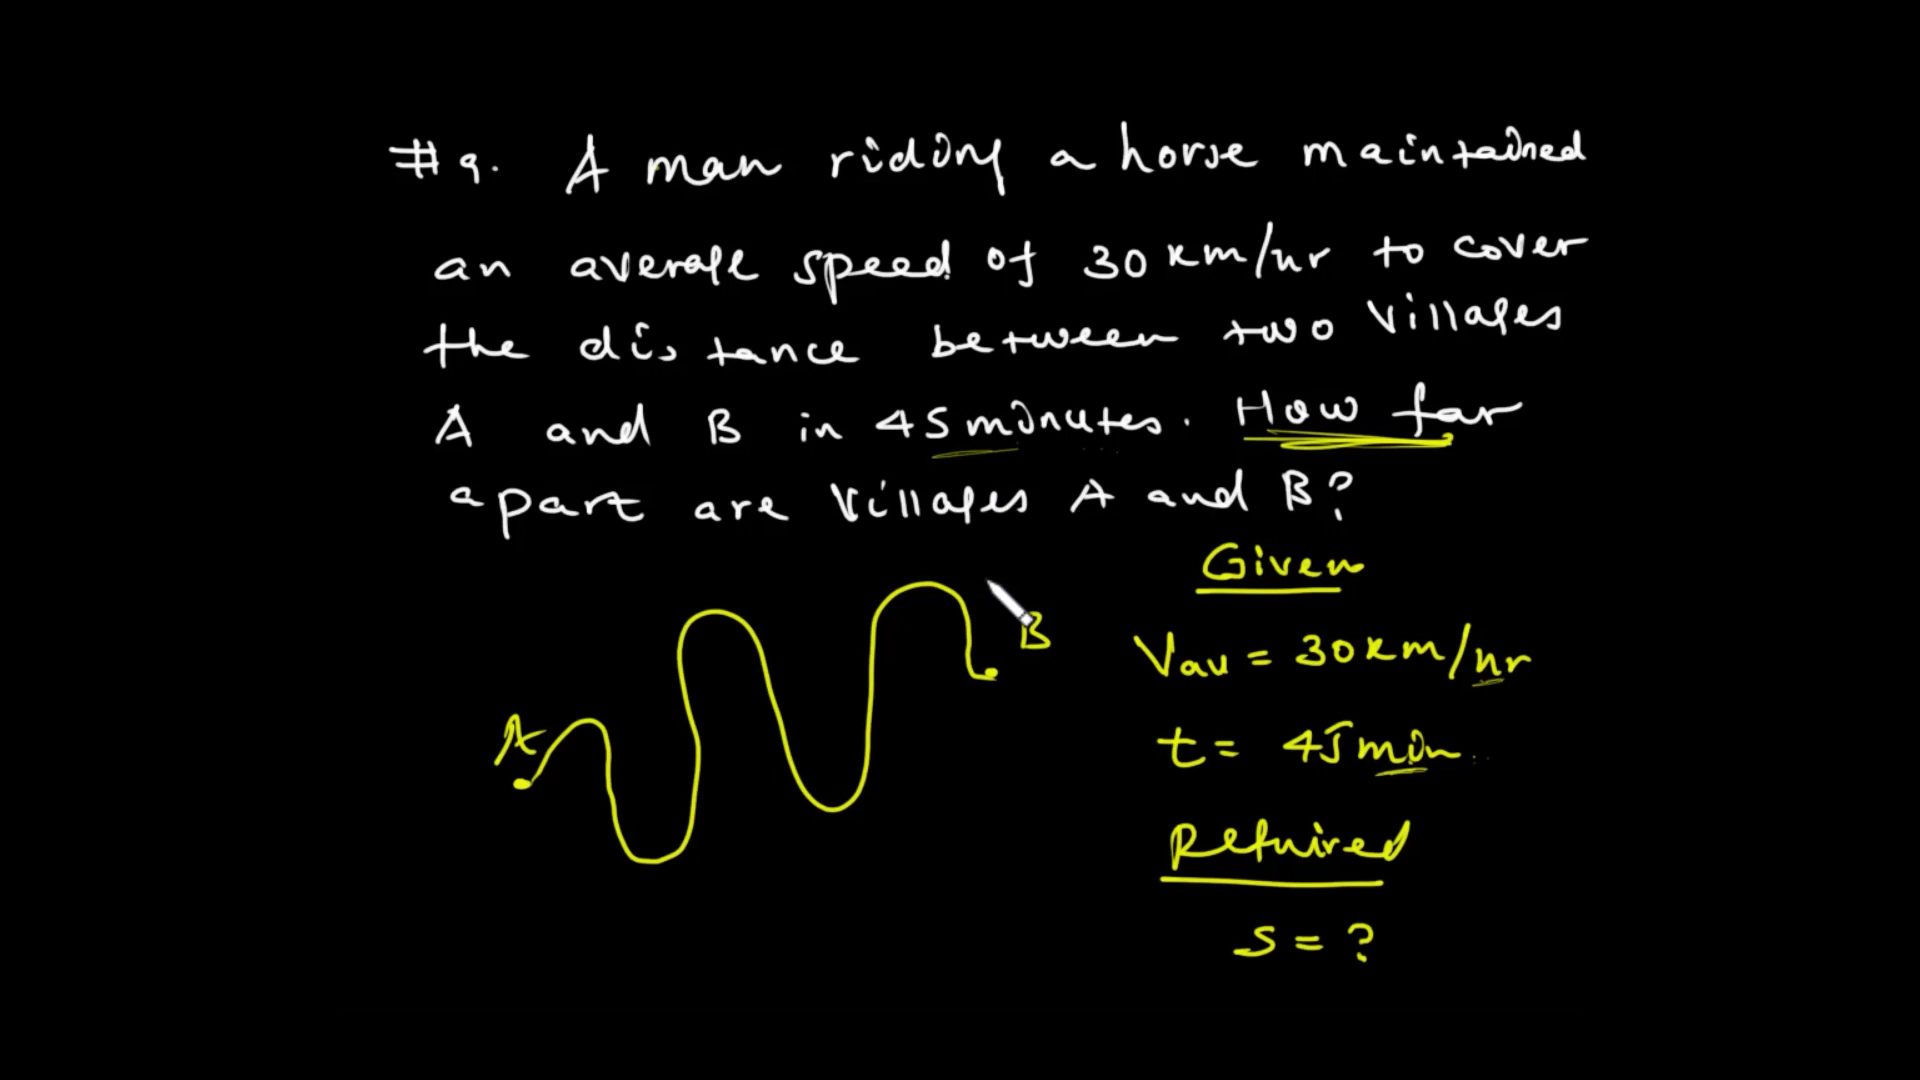 #9. A man riding a horse maintained
an average speed of 30 km/hr to cover
the distance between two villages
A and B in 45 minutes. How far
apart are villages A and B?
Given
B
Vav = 30 km/hr
A
t = 45 min
Required
S = ?